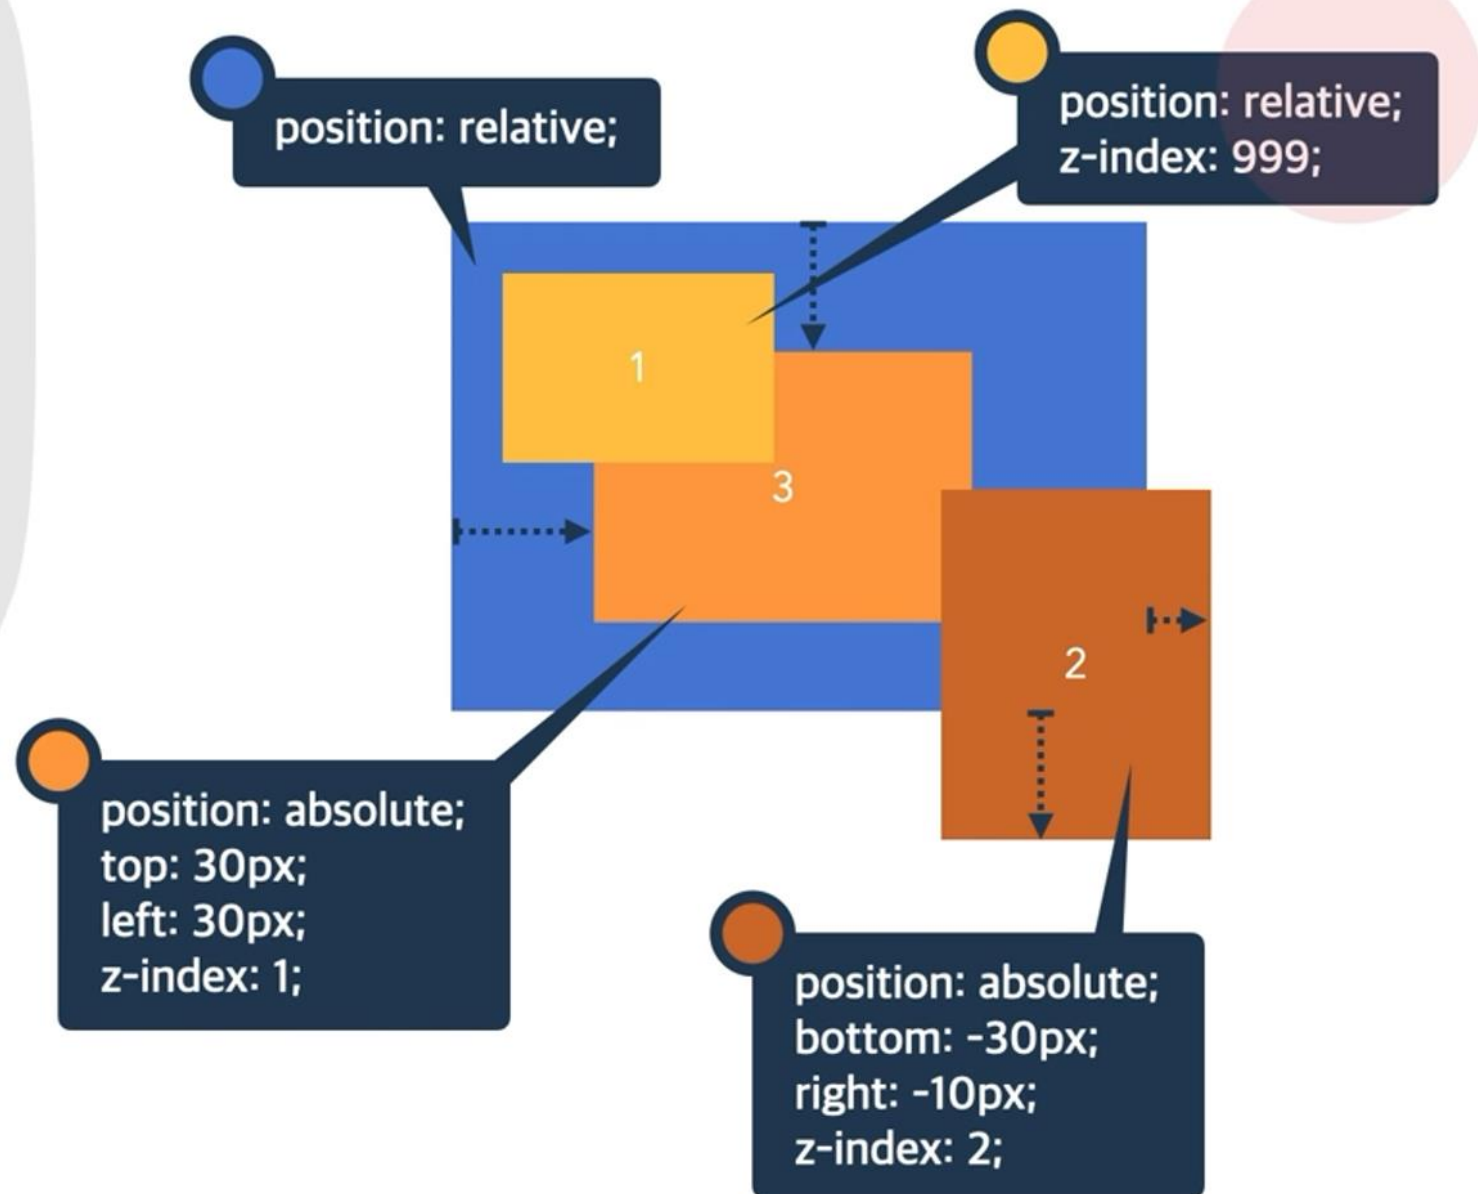 position: relative;
position: relative;
z-index: 999;
1
3
2
position: absolute;
top: 30px;
left: 30px;
z-index: 1;
position: absolute;
bottom: -30px;
right: -10px;
z-index: 2;